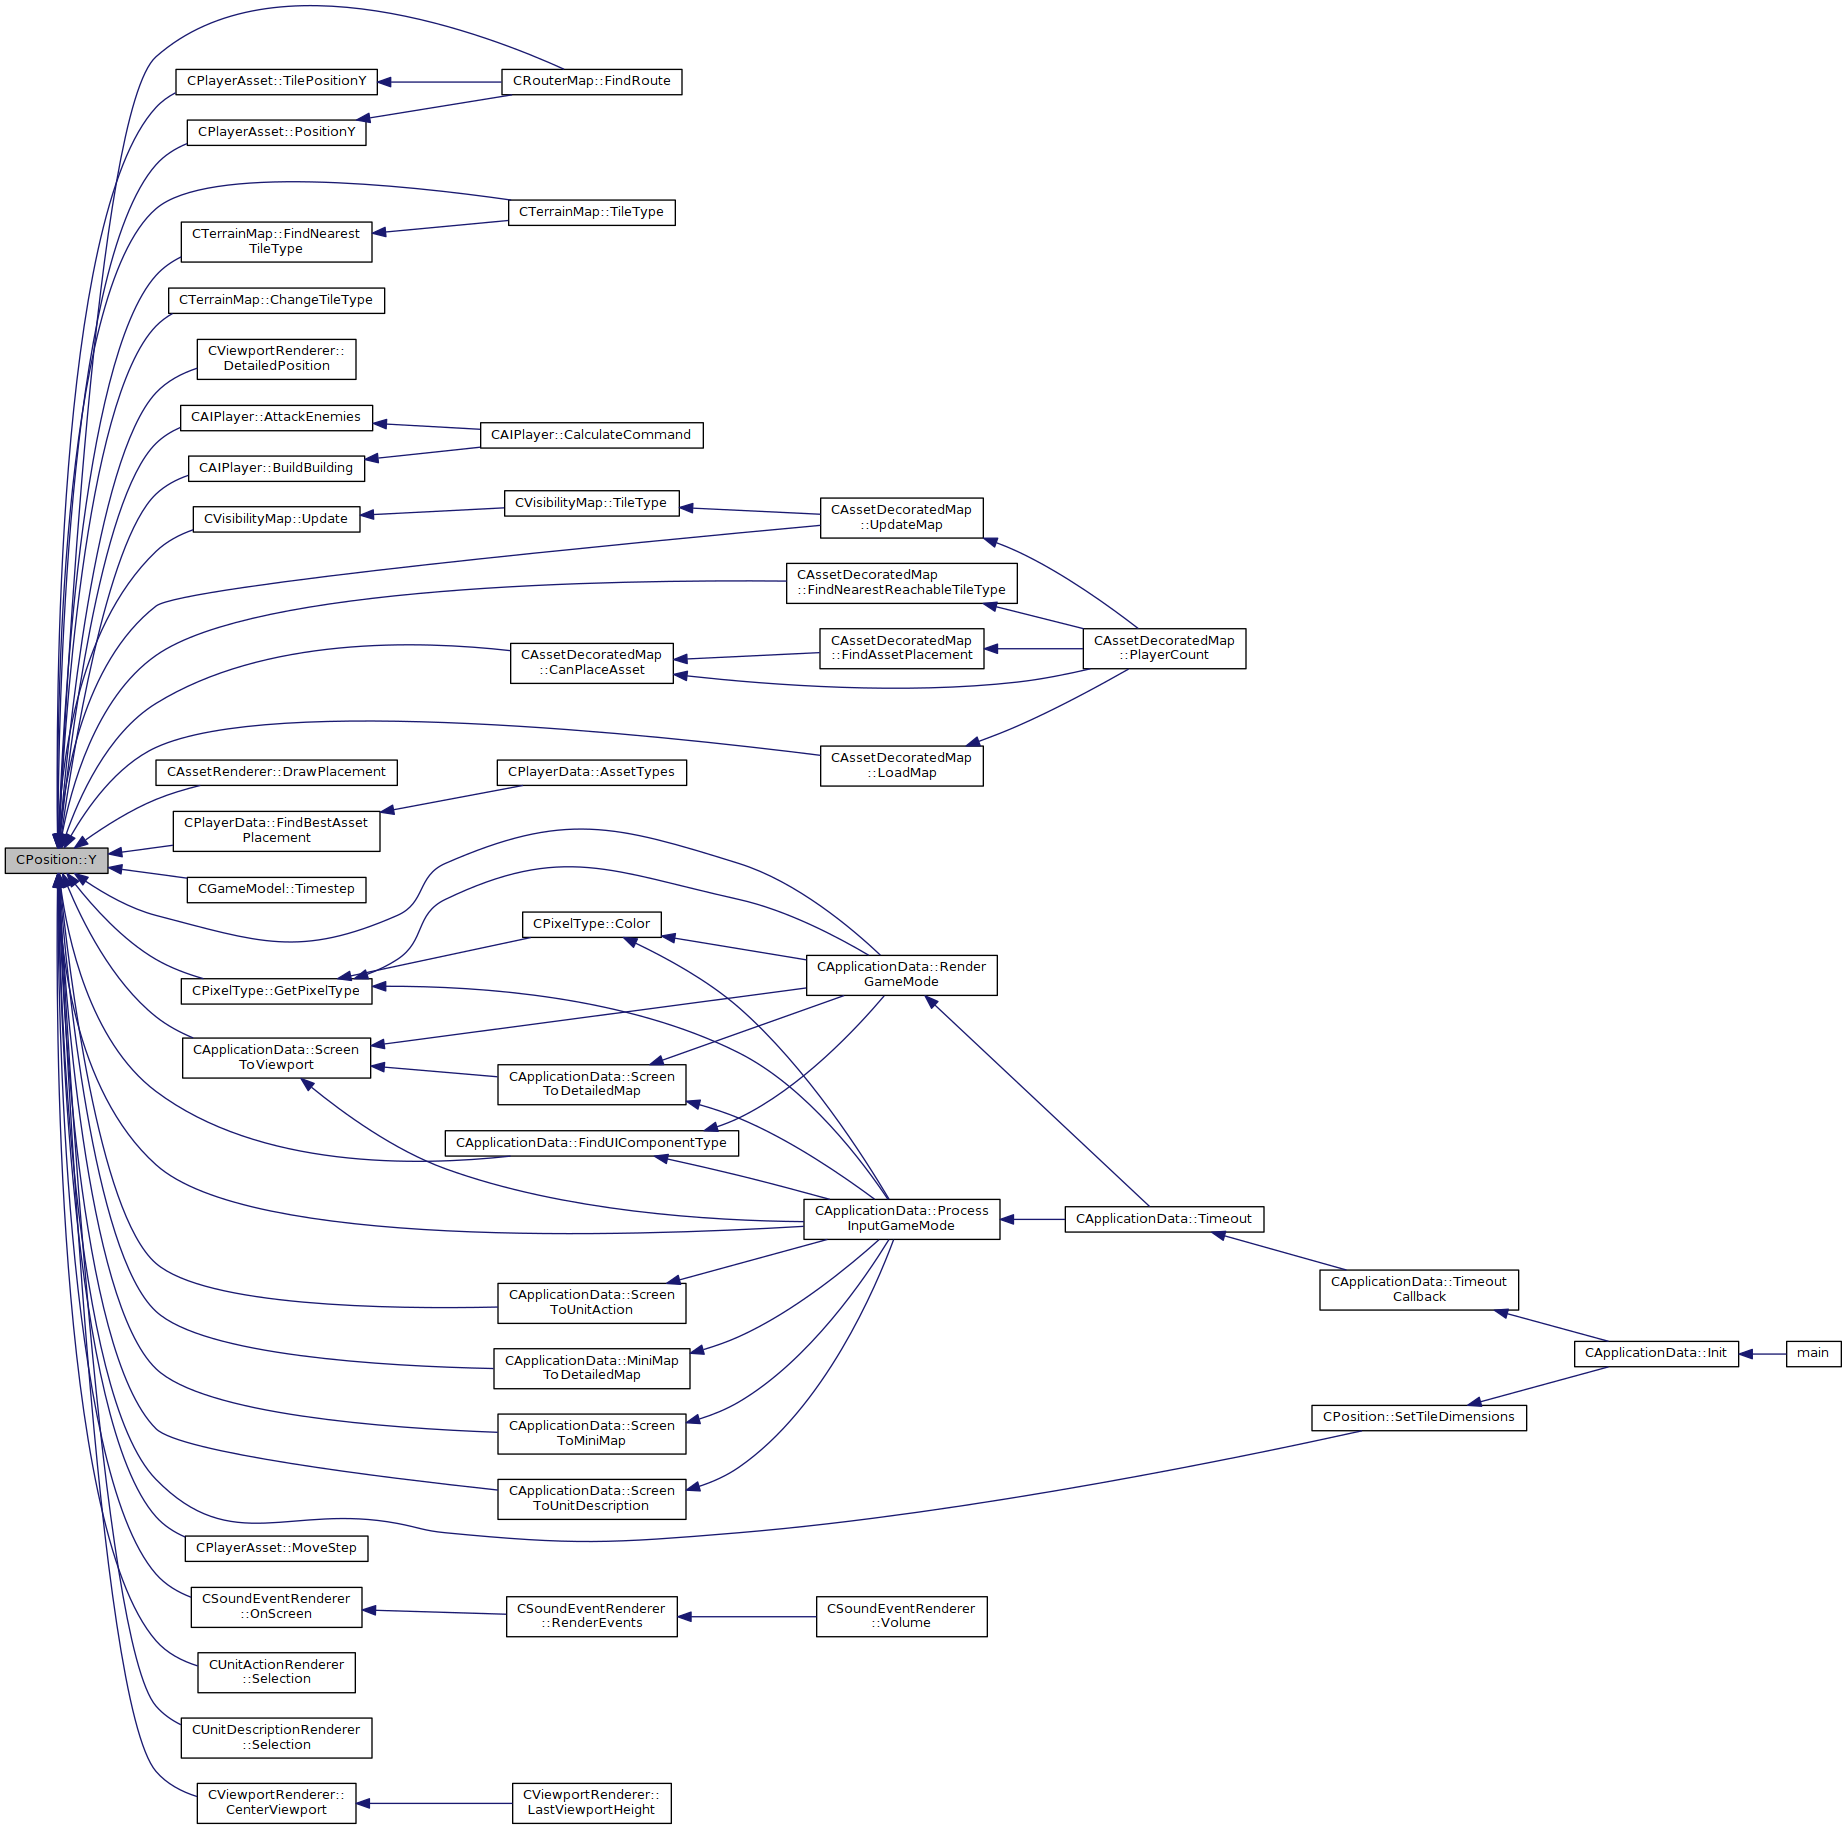 CPlayerAsset::TilePositionY
CRouterMap::FindRoute
CPlayerAsset::PositionY
CTerrainMap::TileType
CTerrainMap::FindNearest
TileType
CTerrainMap::ChangeTileType
CViewportRenderer::
DetailedPosition
CAIPlayer::AttackEnemies
CAIPlayer::CalculateCommand
CAIPlayer::BuildBuilding
CVisibilityMap::Update
CVisibilityMap::TileType
CAssetDecoratedMap
::UpdateMap
CAssetDecoratedMap
::FindNearestReachableTileType
CAssetDecoratedMap
::CanPlaceAsset
CAssetDecoratedMap
::FindAssetPlacement
CAssetDecoratedMap
::PlayerCount
CAssetDecoratedMap
::LoadMap
CAssetRenderer::DrawPlacement
CPlayerData::AssetTypes
CPlayerData::FindBestAsset
Placement
CPosition::Y
CGameModel::Timestep
CPixelType::Color
CApplicationData::Render
GameMode
CPixelType::GetPixelType
CApplicationData::Screen
ToViewport
CApplicationData::Screen
ToDetailedMap
CApplicationData::FindUIComponentType
CApplicationData::Process
InputGameMode
CApplicationData::Timeout
CApplicationData::Timeout
Callback
CApplicationData::Screen
ToUnitAction
CApplicationData::MiniMap
ToDetailedMap
CApplicationData::Init
main
CApplicationData::Screen
ToMiniMap
CPosition::SetTileDimensions
CApplicationData::Screen
ToUnitDescription
CPlayerAsset::MoveStep
CSoundEventRenderer
::OnScreen
CSoundEventRenderer
::RenderEvents
CSoundEventRenderer
::Volume
CUnitActionRenderer
::Selection
CUnitDescriptionRenderer
::Selection
CViewportRenderer::
CenterViewport
CViewportRenderer::
LastViewportHeight